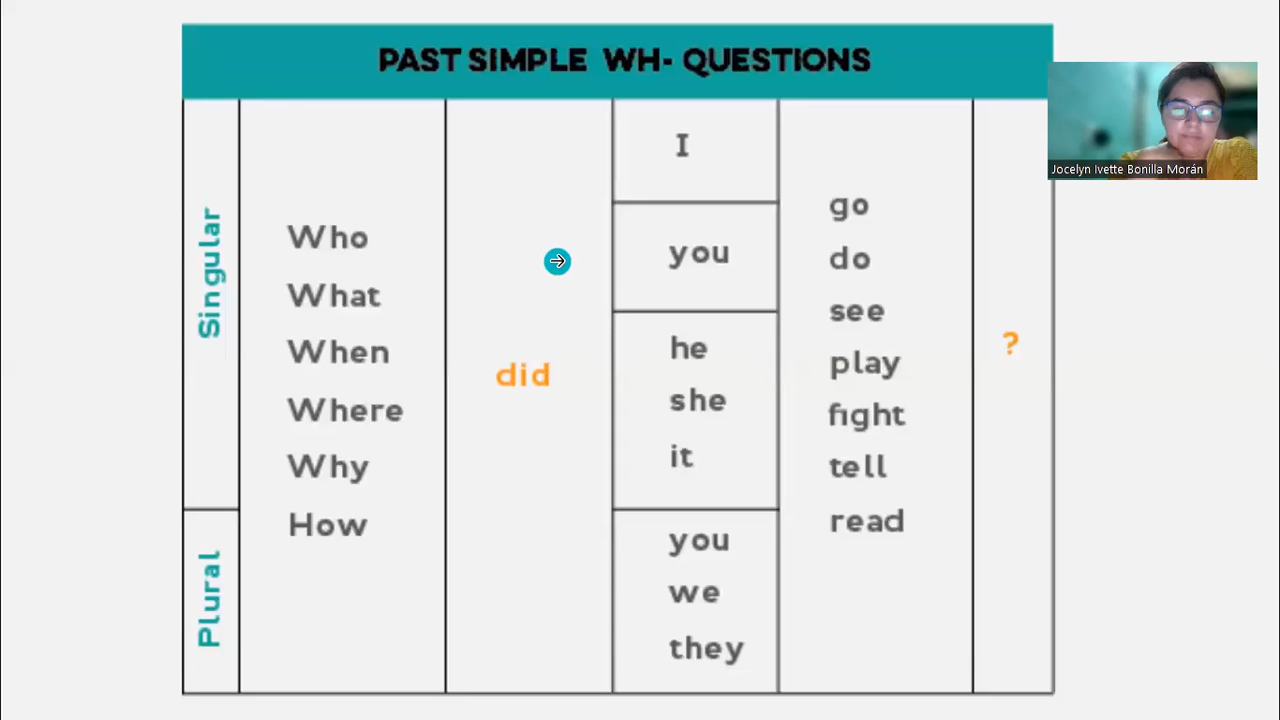 PAST SIMPLE WH- QUESTIONS
Jocelyn Ivette Bonilla Morán
Singular
Plural
Who
What
When
Where
Why
How
did
I
you
he
she
it
you
we
they
go
do
see
play
fight
tell
read
?